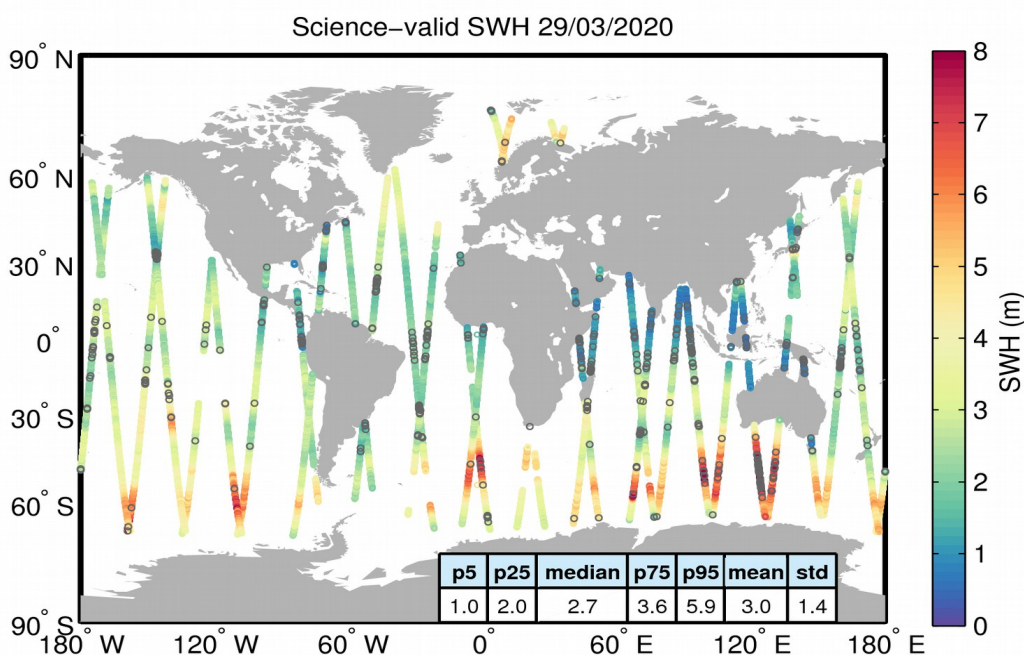 Science−valid SWH 29/03/2020
90° N
60° N
30° N
0°
30° S
60° S
90° S
180° W
120° W
60° W
0°
60° E
120° E
180° E
p5 p25 median p75 p95 mean std
1.0 2.0 2.7 3.6 5.9 3.0 1.4
8
7
6
5
4
3
2
1
0
SWH (m)